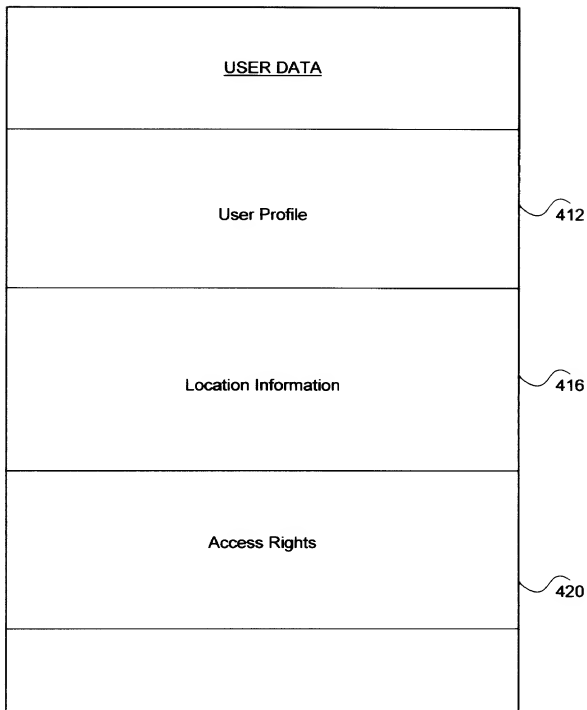 USER DATA
User Profile
412
Location Information
416
Access Rights
420